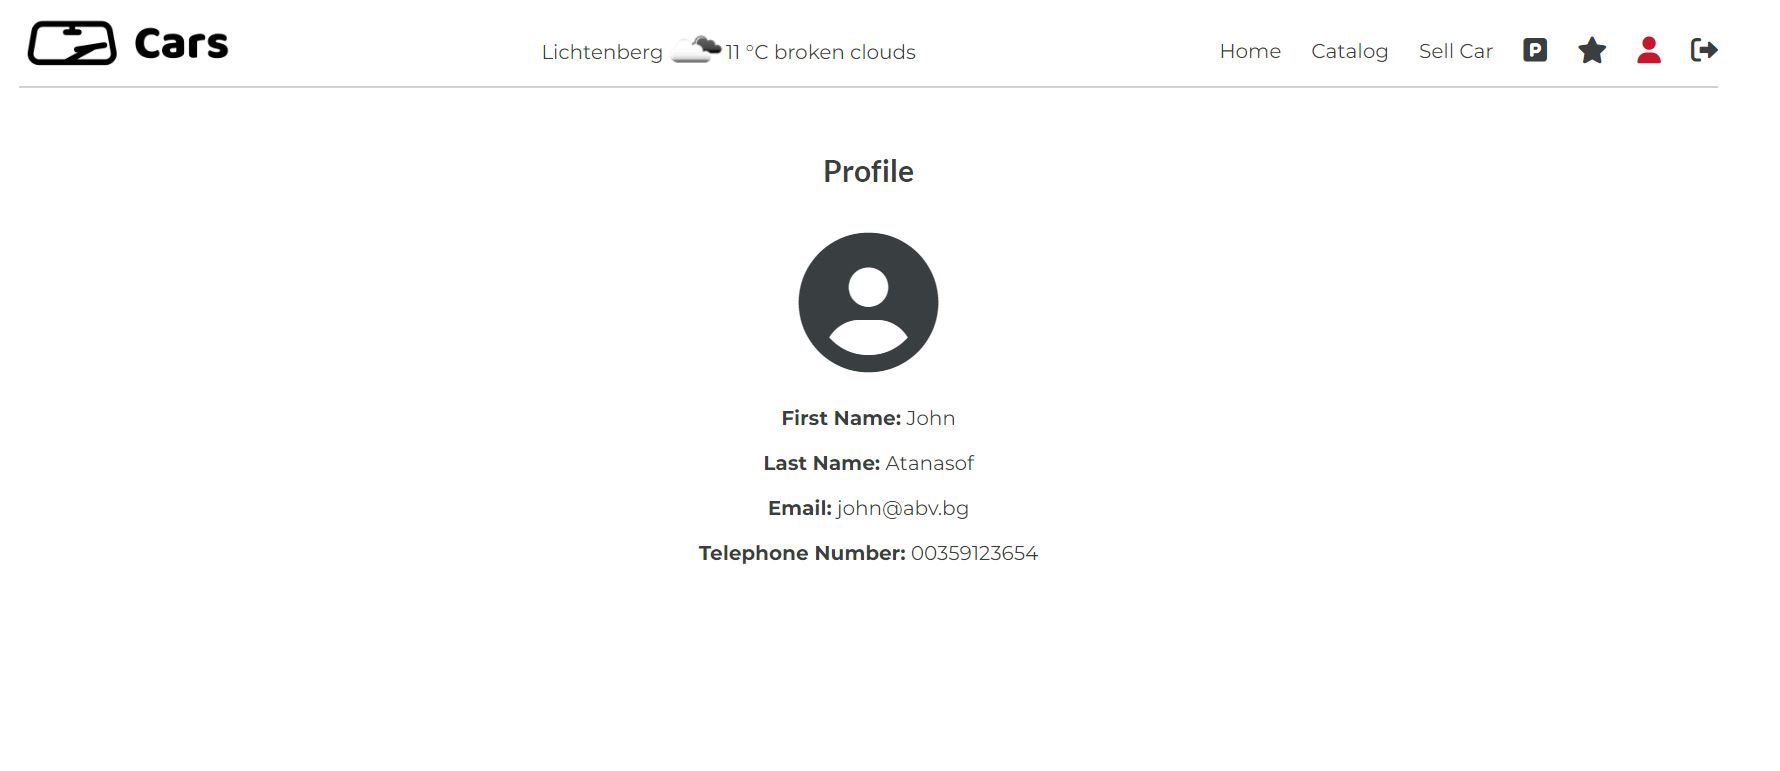 Cars
Lichtenberg 11 °C broken clouds
Home Catalog Sell Car P
Profile
First Name: John
Last Name: Atanasof
Email: john@abv.bg
Telephone Number: 00359123654